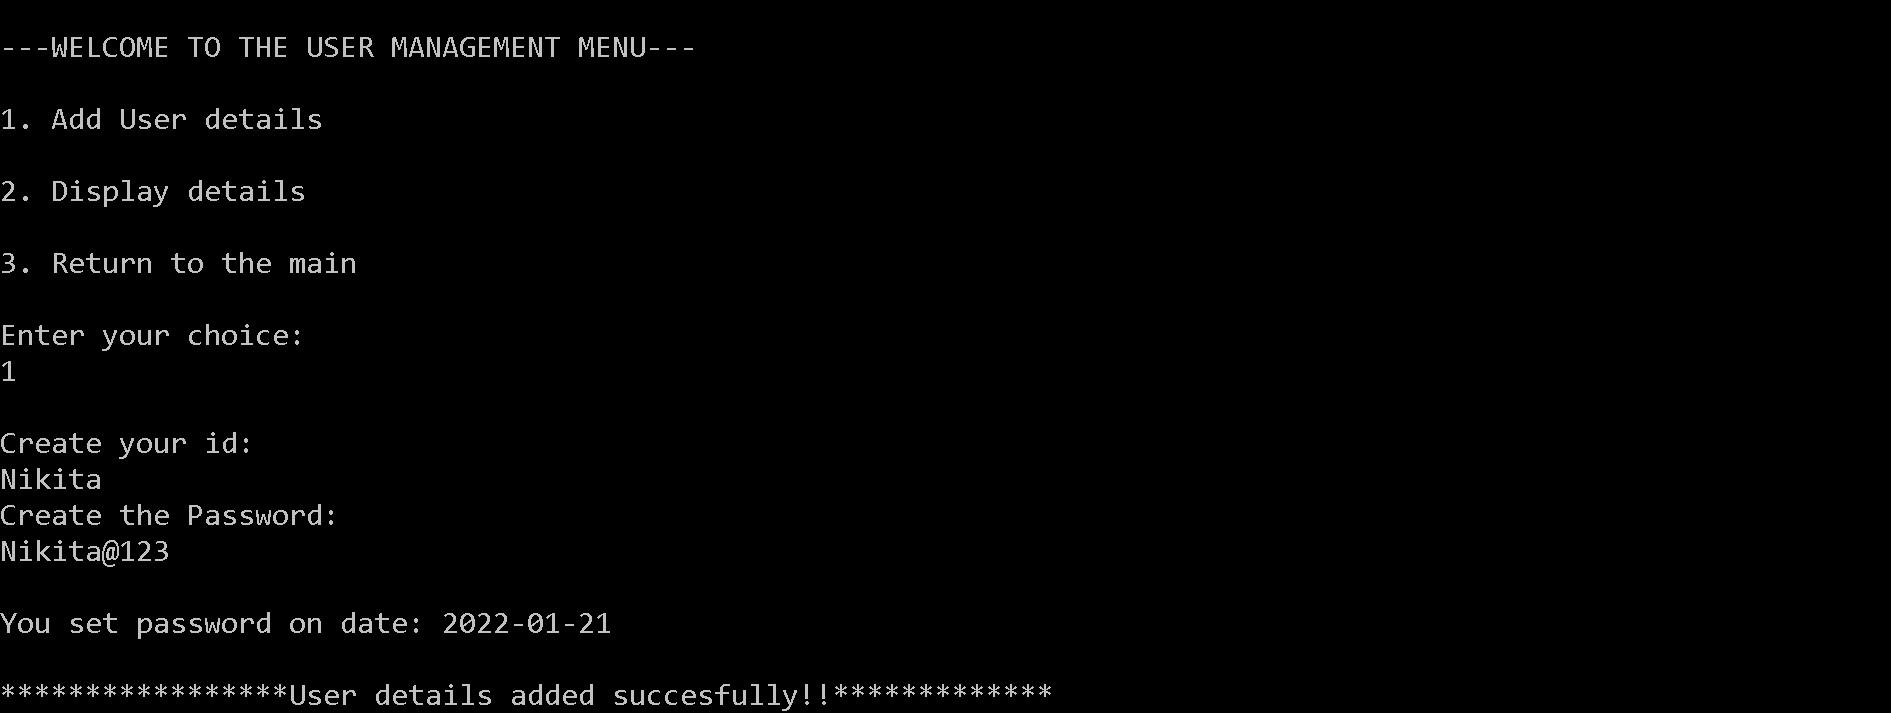 ---WELCOME TO THE USER MANAGEMENT MENU---
1. Add User details
2. Display details
3. Return to the main
Enter your choice:
1
Create your id:
Nikita
Create the Password:
Nikita@123
You set password on date: 2022-01-21
*****************User details added succesfully!!*************